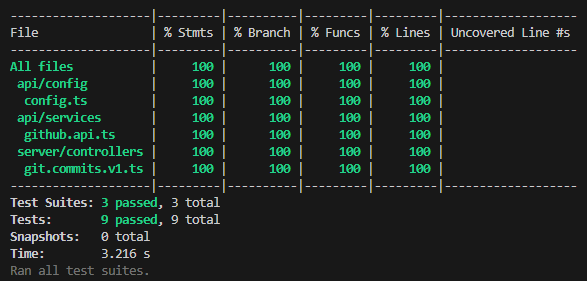 ---------------------|---------|----------|---------|---------|-------------------
File                 | % Stmts | % Branch | % Funcs | % Lines | Uncovered Line #s
---------------------|---------|----------|---------|---------|-------------------
All files            |     100 |      100 |     100 |     100 |
 api/config          |     100 |      100 |     100 |     100 |
  config.ts          |     100 |      100 |     100 |     100 |
 api/services        |     100 |      100 |     100 |     100 |
  github.api.ts      |     100 |      100 |     100 |     100 |
 server/controllers  |     100 |      100 |     100 |     100 |
  git.commits.v1.ts  |     100 |      100 |     100 |     100 |
---------------------|---------|----------|---------|---------|-------------------
Test Suites: 3 passed, 3 total
Tests:       9 passed, 9 total
Snapshots:   0 total
Time:        3.216 s
Ran all test suites.